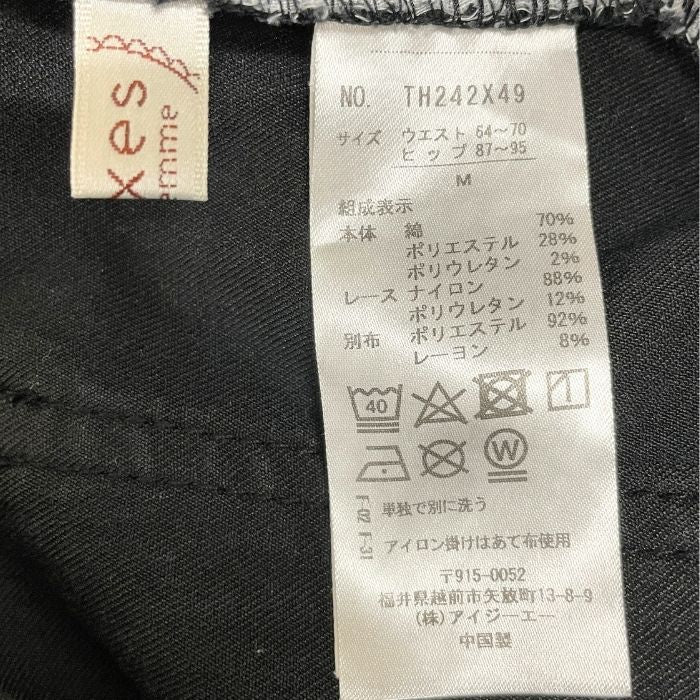 xes
emme
NO. TH242X49
サイズ ウエスト 64～70
ヒップ 87～95
M
組成表示
本体 綿 70%
ポリエステル 28%
ポリウレタン 2%
レース ナイロン 88%
ポリウレタン 12%
別布 ポリエステル 92%
レーヨン 8%
40
W
F-02 単独で別に洗う
F-31 アイロン掛けはあて布使用
〒915-0052
福井県越前市矢放町13-8-9
(株)アイジーエー
中国製